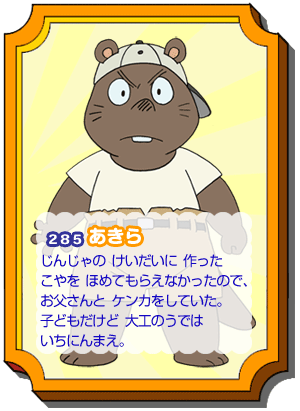 285 あきら
じんじゃの けいだいに 作った
こやを ほめてもらえなかったので、
お父さんと ケンカをしていた。
子どもだけど 大工のうでは
いちにんまえ。